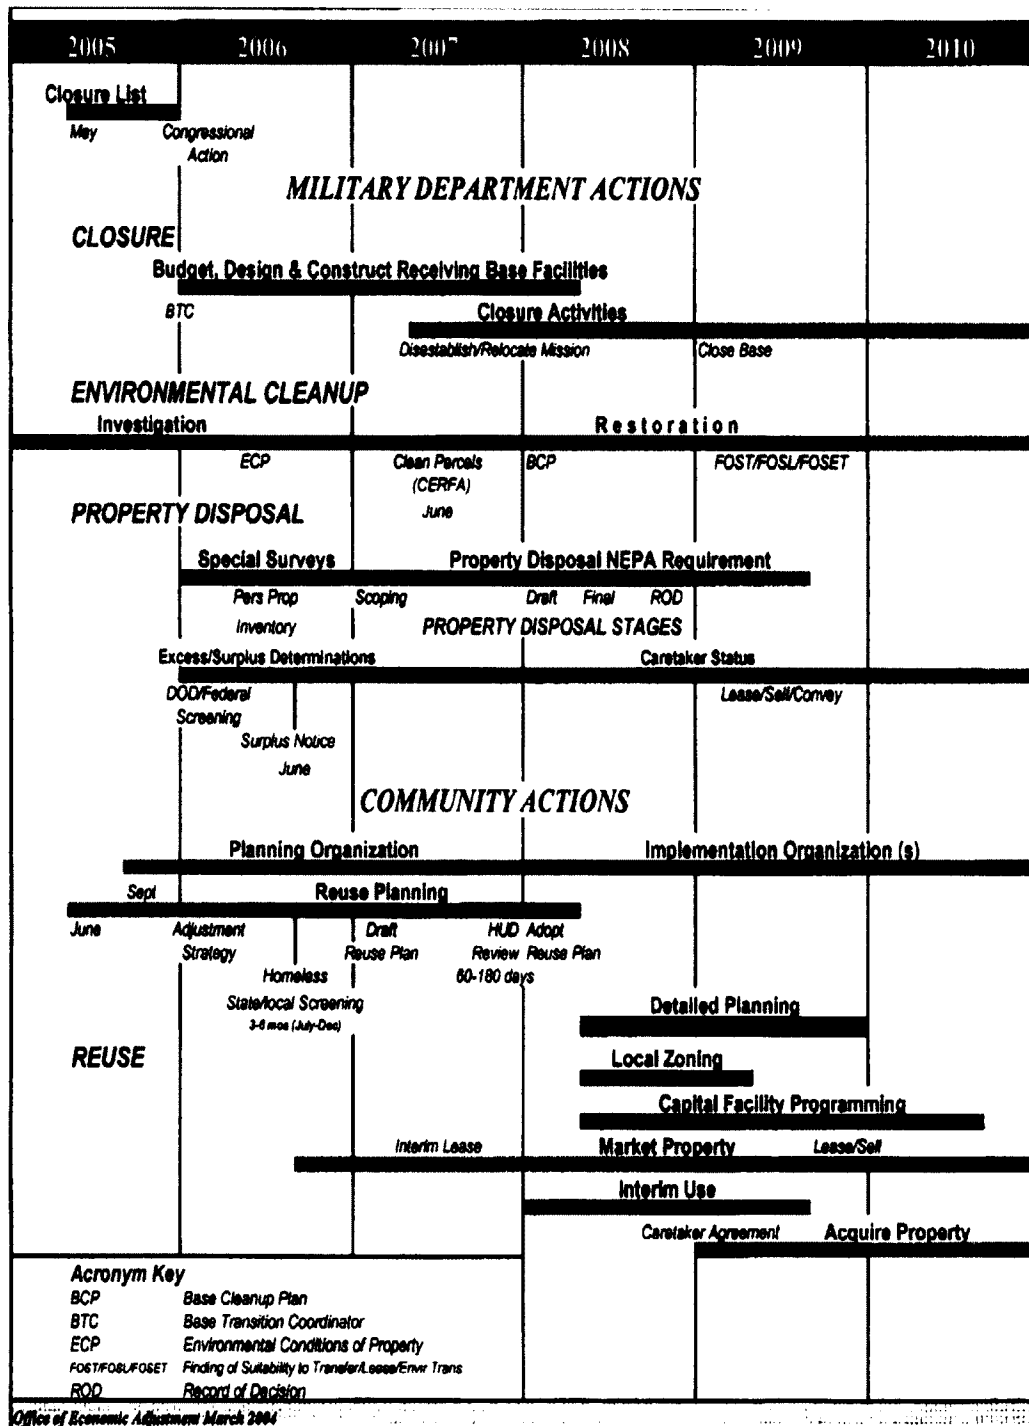 2005 2006 2007 2008 2009 2010
Closure List
May Congressional
Action
MILITARY DEPARTMENT ACTIONS
CLOSURE
Budget, Design & Construct Receiving Base Facilities
BTC
Closure Activities
Disestablish/Relocate Mission Close Base
ENVIRONMENTAL CLEANUP
Investigation Restoration
ECP Clean Parcels BCP FOST/FOSL/FOSET
(CERFA)
June
PROPERTY DISPOSAL
Special Surveys Property Disposal NEPA Requirement
Pers Prop Scoping Draft Final ROD
Inventory PROPERTY DISPOSAL STAGES
Excess/Surplus Determinations Caretaker Status
DOD/Federal Lease/Sell/Convey
Screening
Surplus Notice
June
COMMUNITY ACTIONS
Planning Organization Implementation Organization (s)
Sept Reuse Planning
June Adjustment Draft HUD Adopt
Strategy Reuse Plan Review Reuse Plan
Homeless 60-180 days
State/local Screening
3-6 mos (July-Dec)
Detailed Planning
REUSE
Local Zoning
Capital Facility Programming
Interim Lease Market Property Lease/Sell
Interim Use
Caretaker Agreement Acquire Property
Acronym Key
BCP Base Cleanup Plan
BTC Base Transition Coordinator
ECP Environmental Conditions of Property
FOST/FOSL/FOSET Finding of Suitability to Transfer/Lease/Envr Trans
ROD Record of Decision
Office of Economic Adjustment March 2004